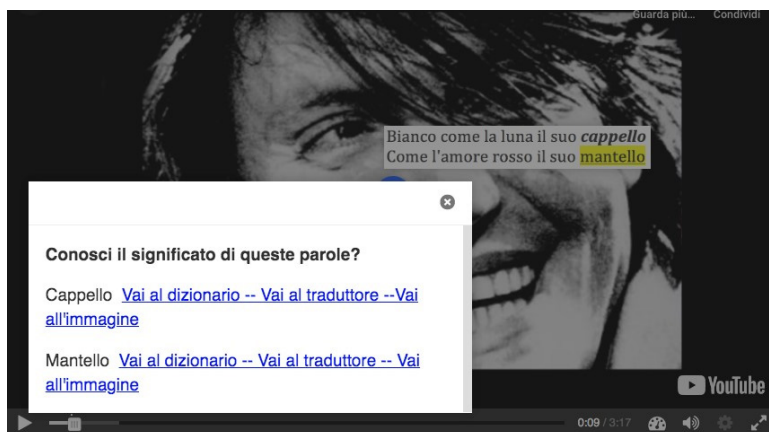 Guarda più... Condividi
Bianco come la luna il suo cappello
Come l'amore rosso il suo mantello
Conosci il significato di queste parole?
Cappello Vai al dizionario -- Vai al traduttore --Vai
all'immagine
Mantello Vai al dizionario -- Vai al traduttore -- Vai
all'immagine
YouTube
0:09 / 3:17